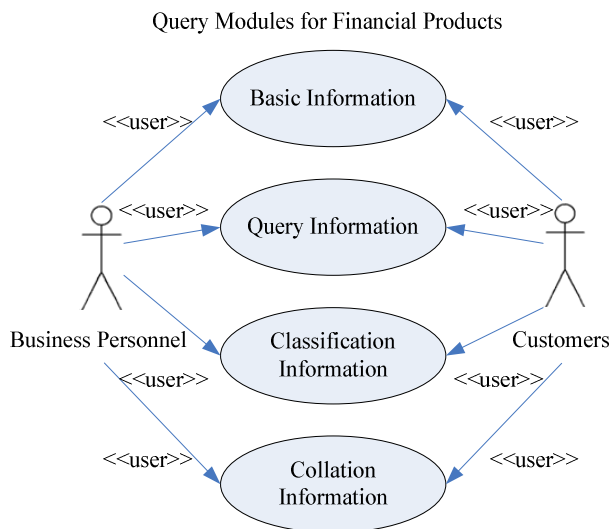 Query Modules for Financial Products
Basic Information
<<user>>
<<user>>
<<user>>
<<user>>
Query Information
Business Personnel
Classification
Information
Customers
<<user>>
<<user>>
<<user>>
<<user>>
Collation
Information